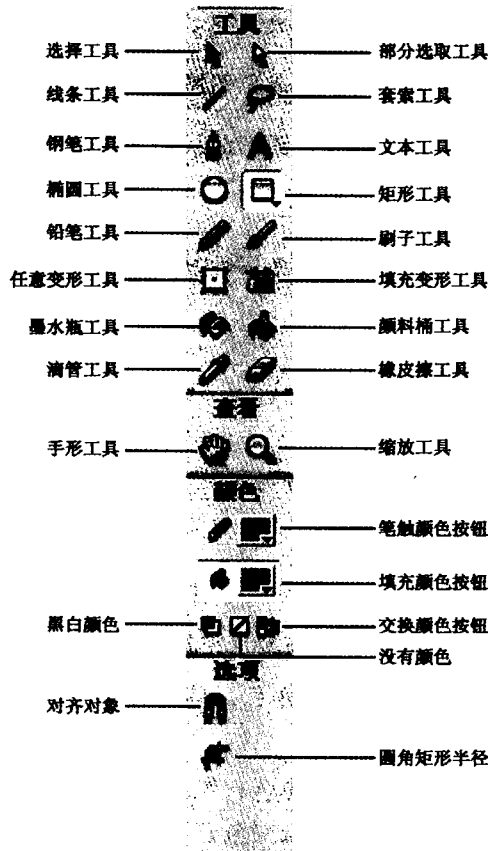 工具
选择工具
部分选取工具
线条工具
套索工具
钢笔工具
文本工具
椭圆工具
矩形工具
铅笔工具
刷子工具
任意变形工具
填充变形工具
墨水瓶工具
颜料桶工具
滴管工具
橡皮擦工具
查看
手形工具
缩放工具
颜色
笔触颜色按钮
填充颜色按钮
黑白颜色
交换颜色按钮
没有颜色
选项
对齐对象
圆角矩形半径